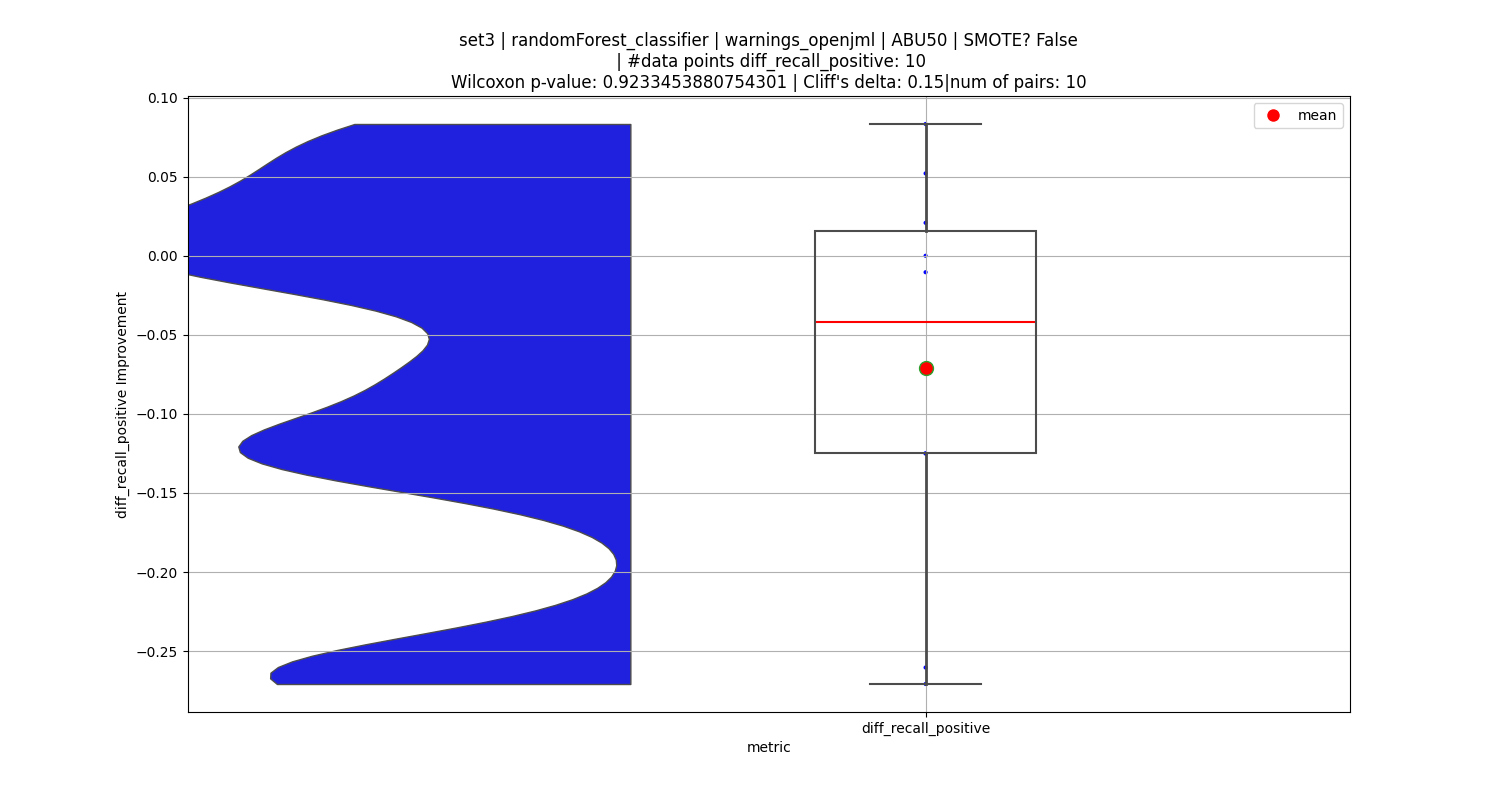 set3 | randomForest_classifier | warnings_openjml | ABU50 | SMOTE? False
| #data points diff_recall_positive: 10
Wilcoxon p-value: 0.9233453880754301 | Cliff's delta: 0.15|num of pairs: 10
mean
0.10
0.05
0.00
−0.05
−0.10
−0.15
−0.20
−0.25
diff_recall_positive Improvement
diff_recall_positive
metric